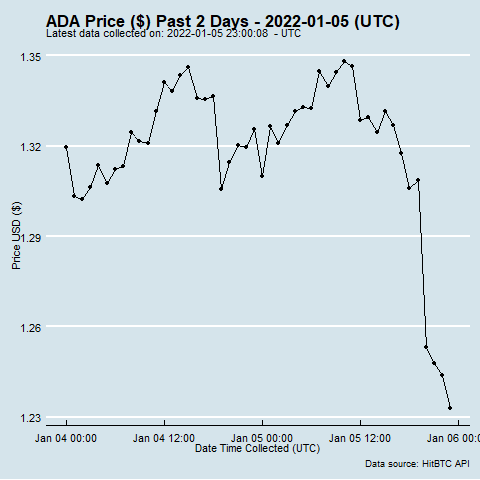 ADA Price ($) Past 2 Days - 2022-01-05 (UTC)
Latest data collected on: 2022-01-05 23:00:08 - UTC
1.35
1.32
1.29
1.26
1.23
Price USD ($)
Jan 04 00:00 Jan 04 12:00 Jan 05 00:00 Jan 05 12:00 Jan 06 00:0
Date Time Collected (UTC)
Data source: HitBTC API